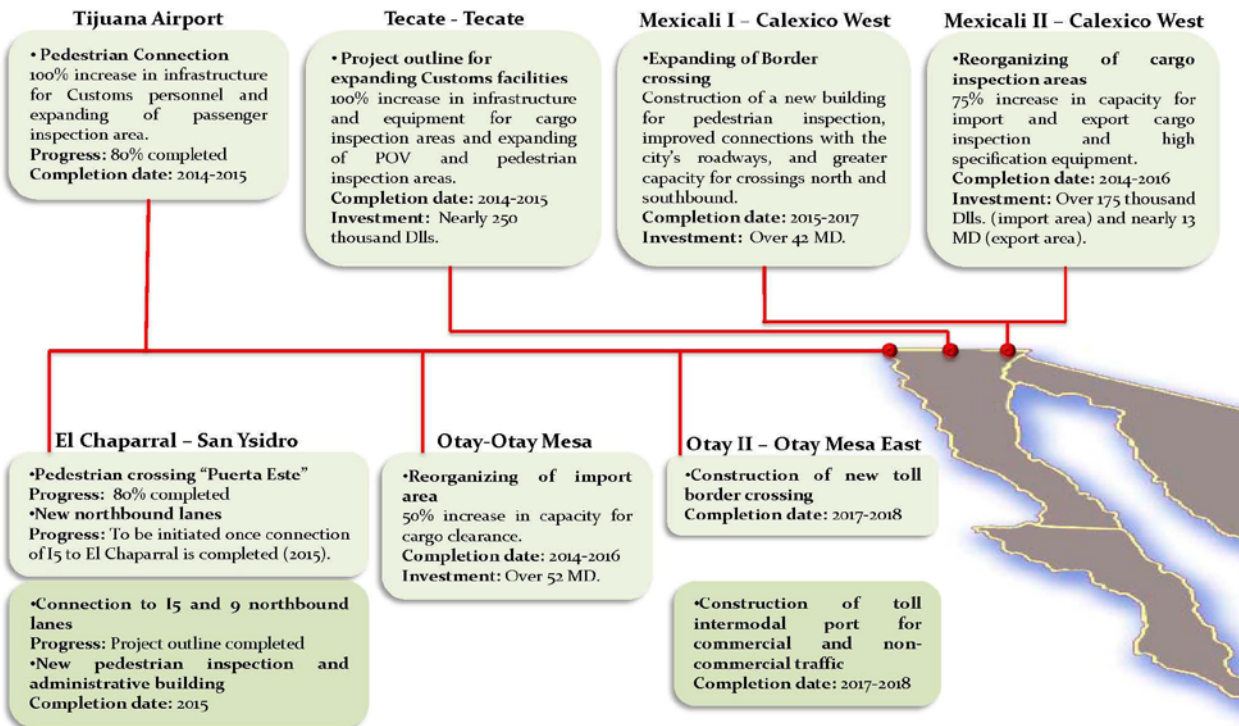 Tijuana Airport
•Pedestrian Connection
100% increase in infrastructure
for Customs personnel and
expanding of passenger
inspection area.
Progress: 80% completed
Completion date: 2014-2015
Tecate - Tecate
•Project outline for
expanding Customs facilities
100% increase in infrastructure
and equipment for cargo
inspection areas and expanding
of POV and pedestrian
inspection areas.
Completion date: 2014-2015
Investment: Nearly 250
thousand Dlls.
Mexicali I – Calexico West
•Expanding of Border
crossing
Construction of a new building
for pedestrian inspection,
improved connections with the
city's roadways, and greater
capacity for crossings north and
southbound.
Completion date: 2015-2017
Investment: Over 42 MD.
Mexicali II – Calexico West
•Reorganizing of cargo
inspection areas
75% increase in capacity for
import and export cargo
inspection and high
specification equipment.
Completion date: 2014-2016
Investment: Over 175 thousand
Dlls. (import area) and nearly 13
MD (export area).
El Chaparral – San Ysidro
•Pedestrian crossing “Puerta Este”
Progress: 80% completed
•New northbound lanes
Progress: To be initiated once connection
of I5 to El Chaparral is completed (2015).
•Connection to I5 and 9 northbound
lanes
Progress: Project outline completed
•New pedestrian inspection and
administrative building
Completion date: 2015
Otay-Otay Mesa
•Reorganizing of import
area
50% increase in capacity for
cargo clearance.
Completion date: 2014-2016
Investment: Over 52 MD.
Otay II – Otay Mesa East
•Construction of new toll
border crossing
Completion date: 2017-2018
•Construction of toll
intermodal port for
commercial and non-
commercial traffic
Completion date: 2017-2018